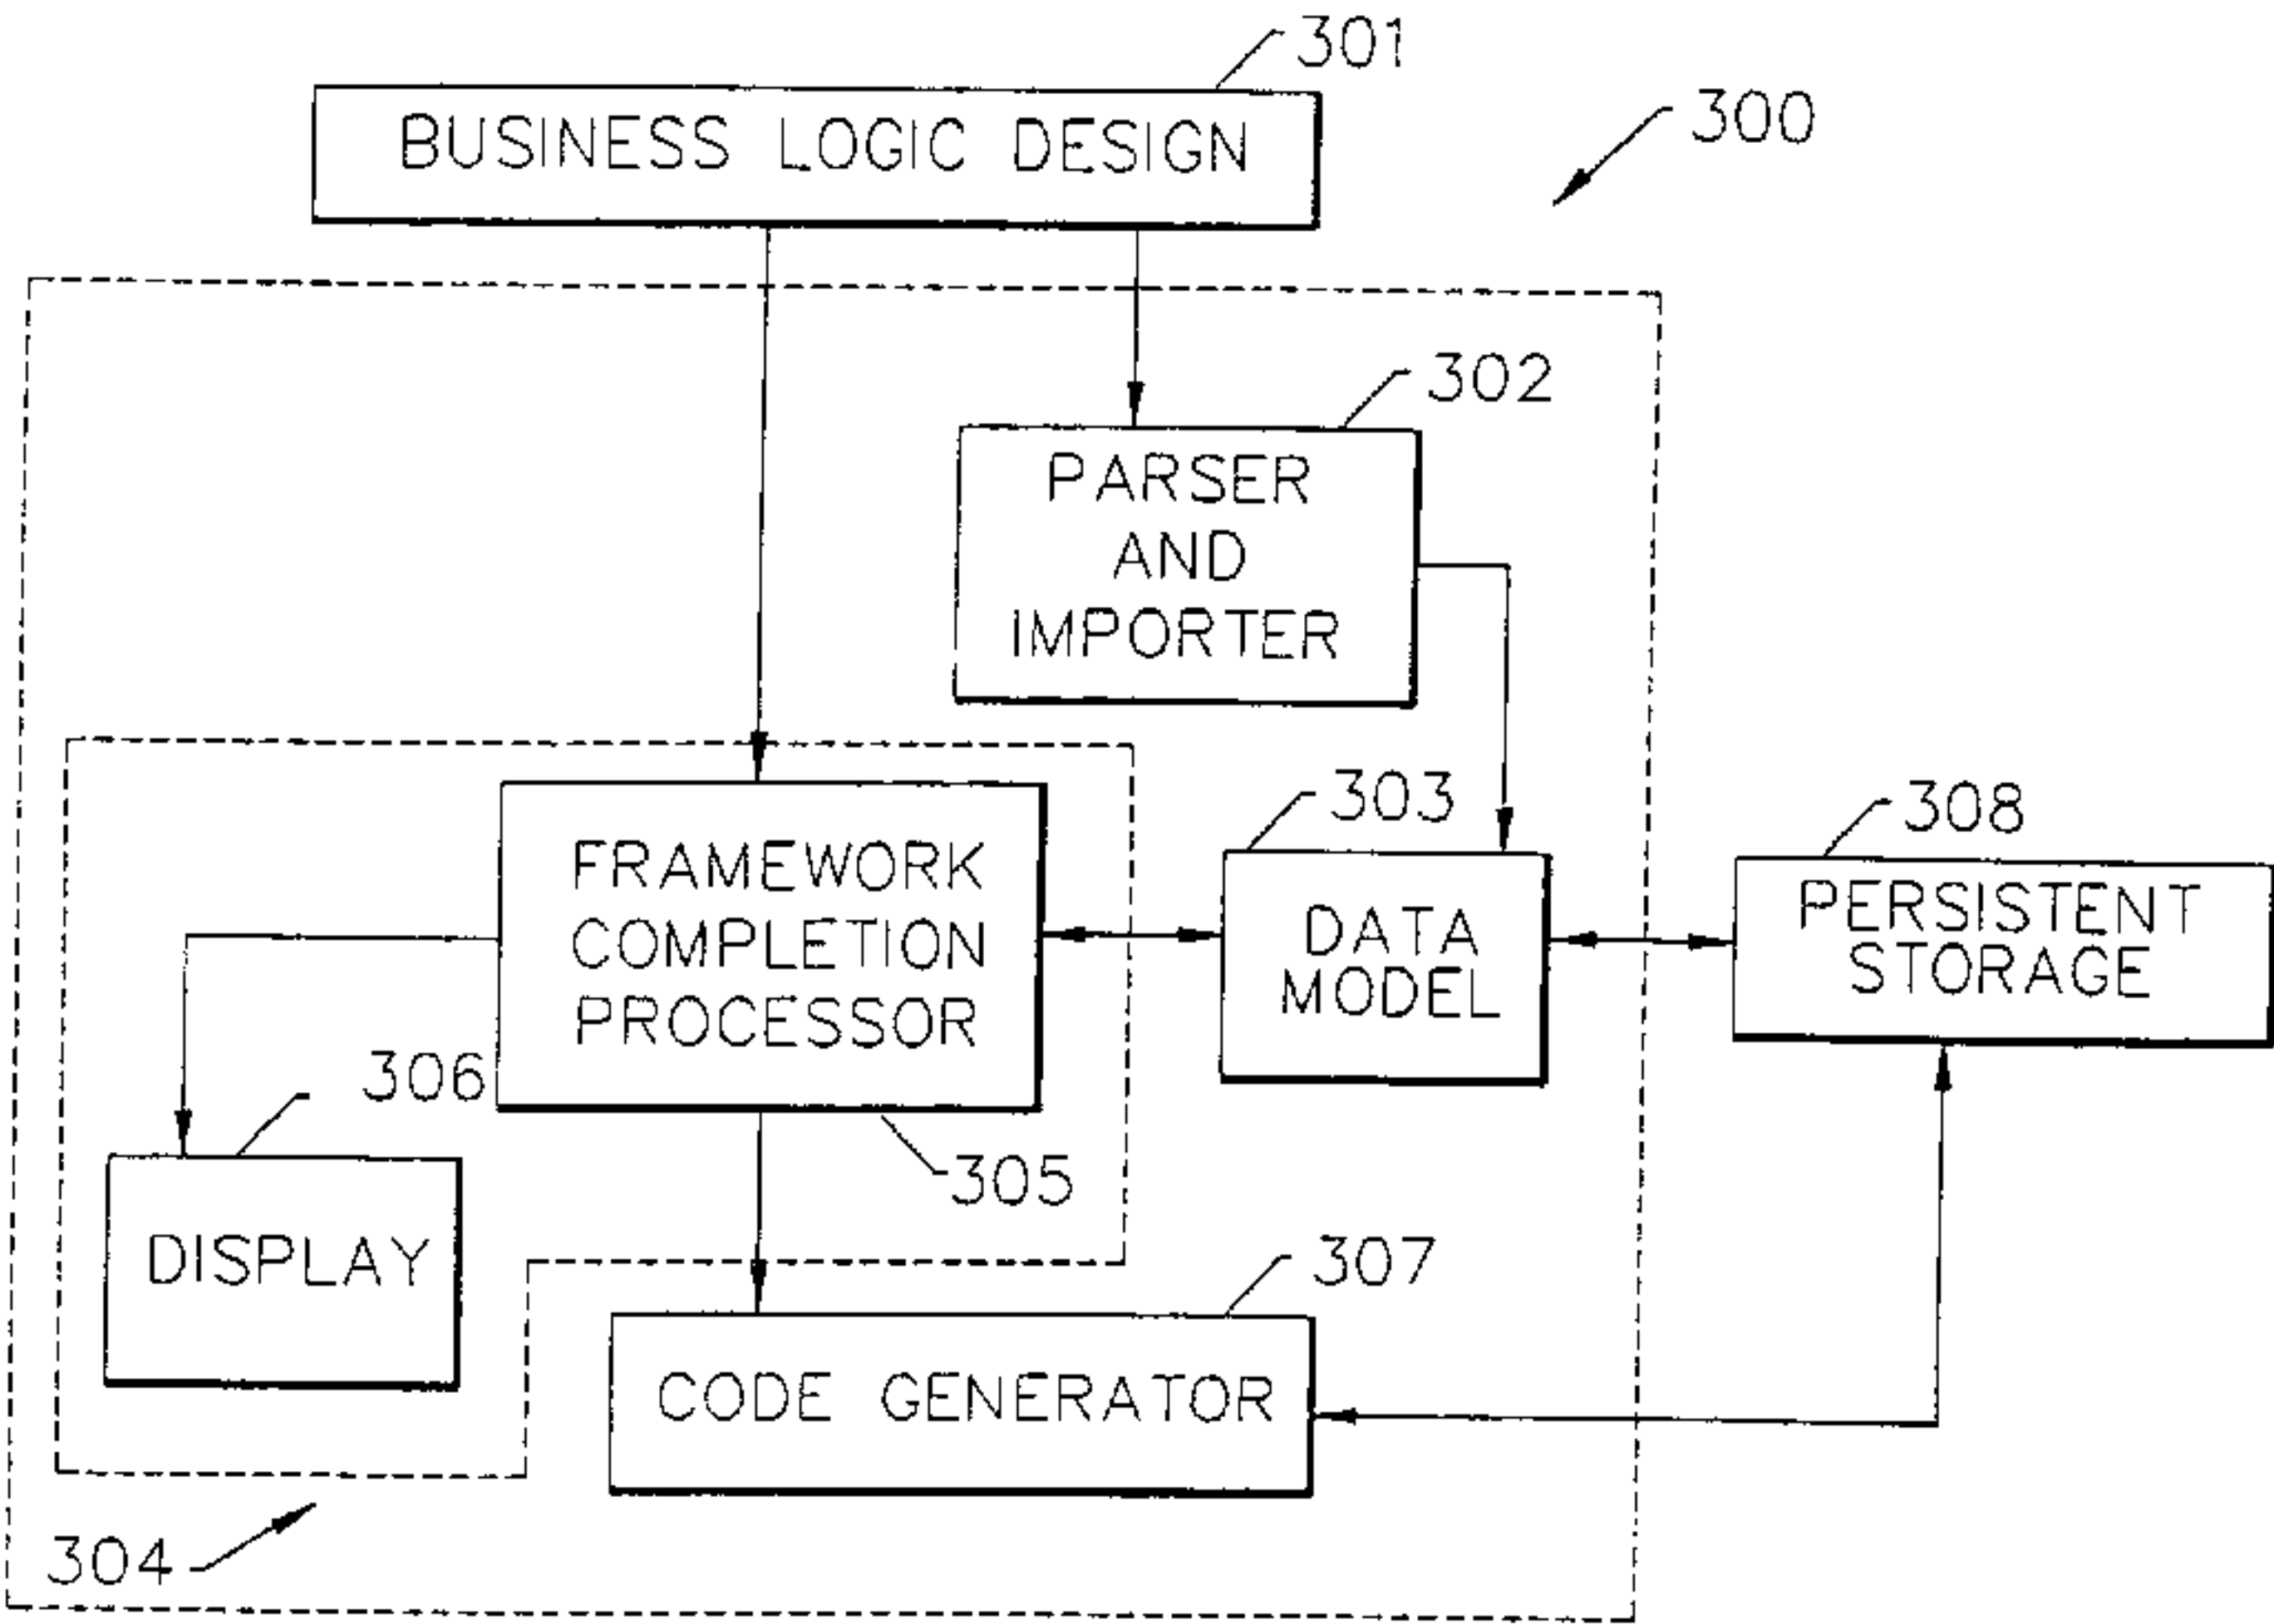 301
BUSINESS LOGIC DESIGN
300
302
PARSER
AND
IMPORTER
303
308
FRAMEWORK
COMPLETION
PROCESSOR
DATA
MODEL
PERSISTENT
STORAGE
306
305
DISPLAY
307
CODE GENERATOR
304